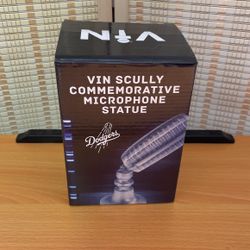 VIN
VIN SCULLY
COMMEMORATIVE
MICROPHONE
STATUE
Dodgers